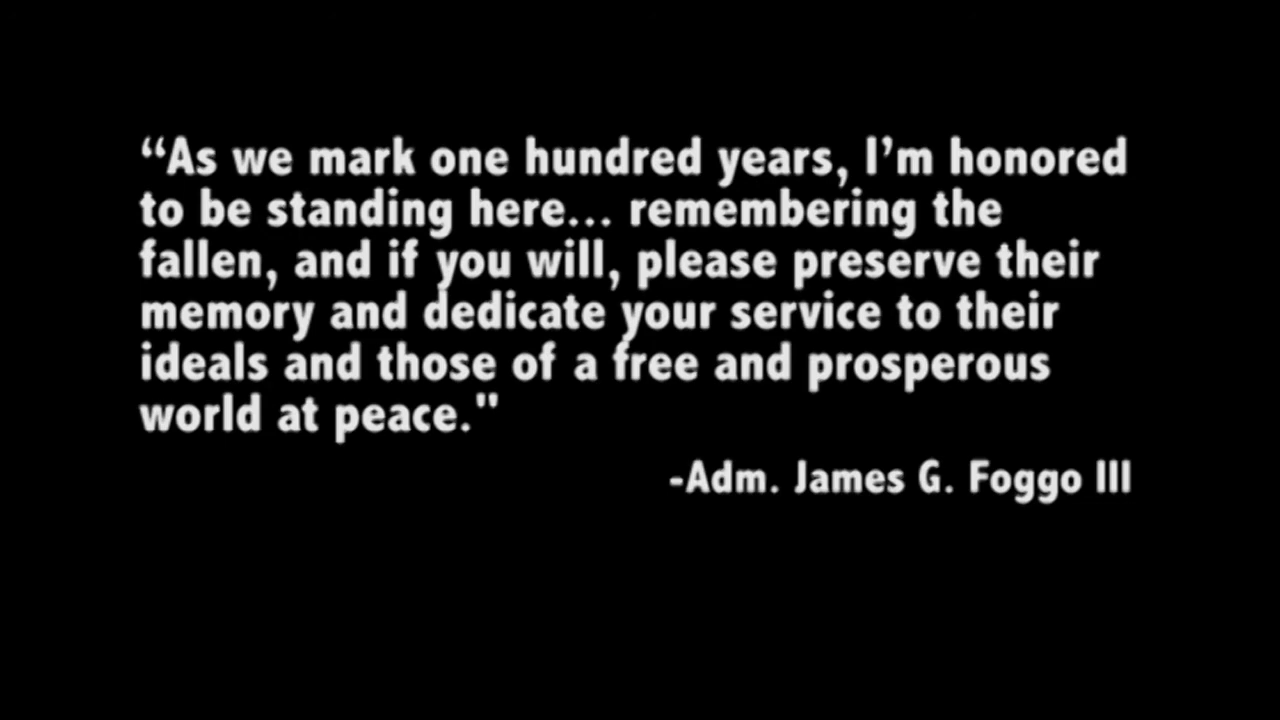 “As we mark one hundred years, I’m honored
to be standing here... remembering the
fallen, and if you will, please preserve their
memory and dedicate your service to their
ideals and those of a free and prosperous
world at peace."
-Adm. James G. Foggo III